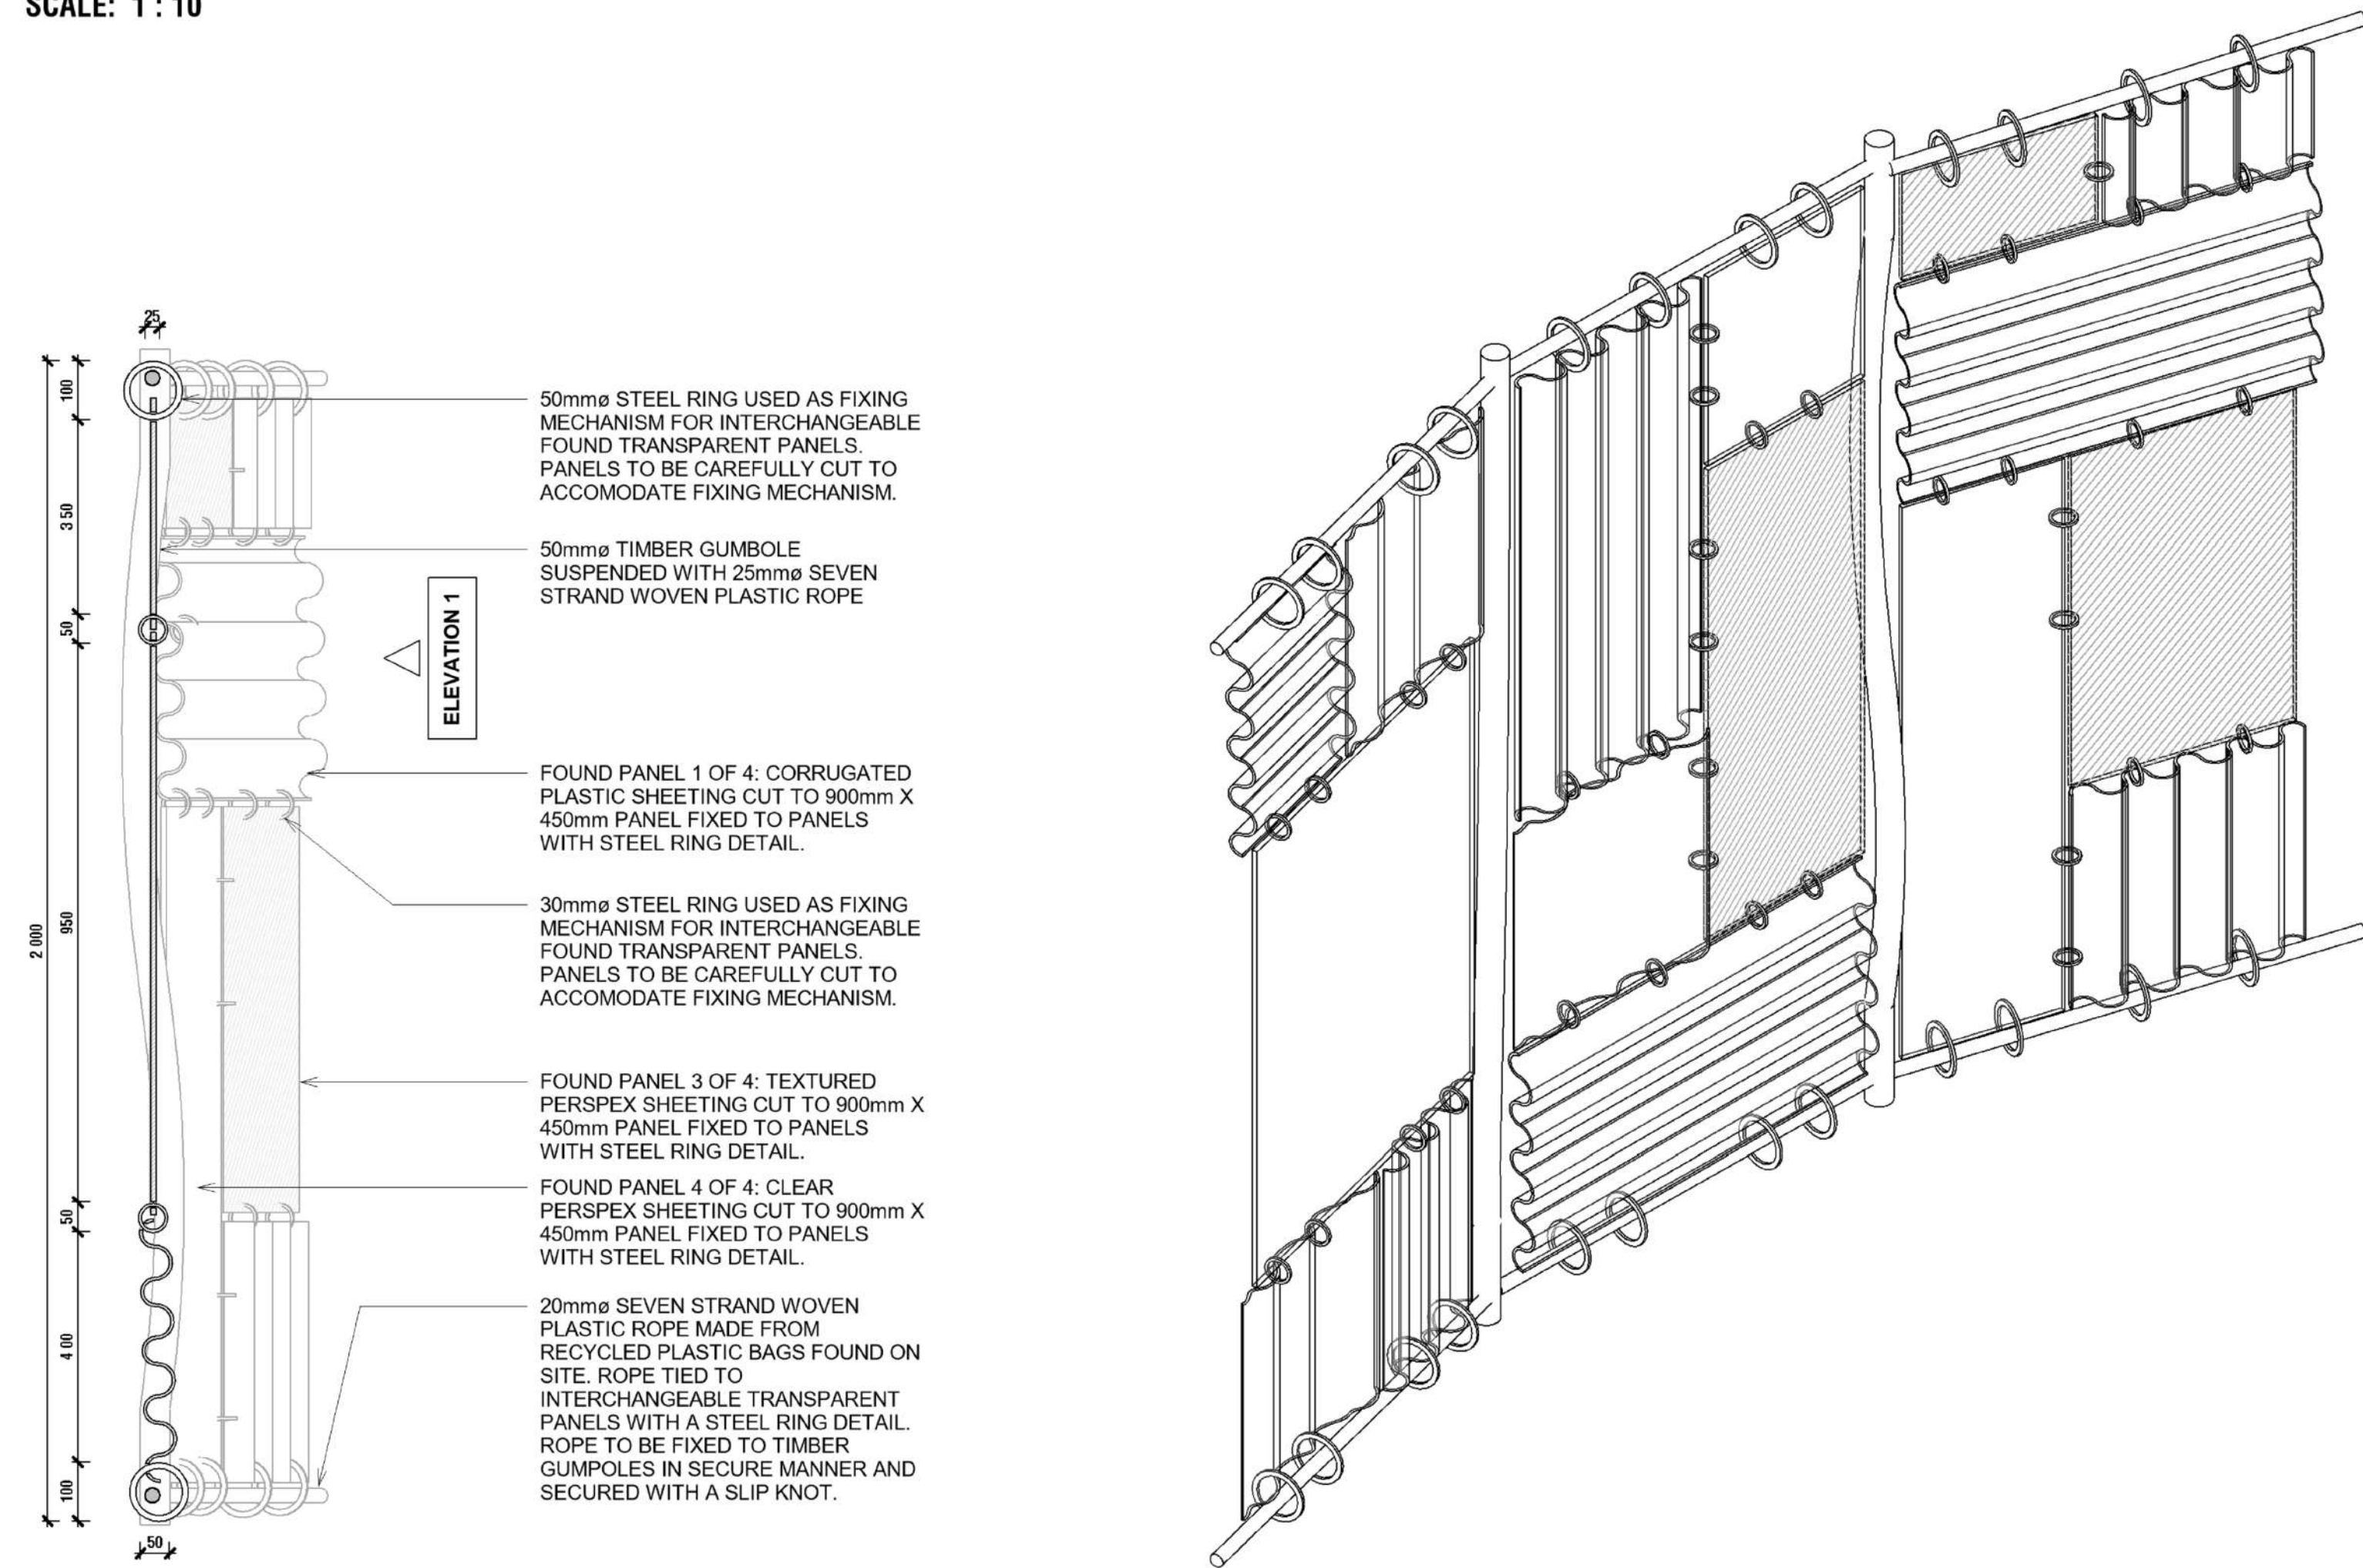 SCALE: 1 : 10
25
100
350
50
950
2 000
50
400
100
50
ELEVATION 1
50mmø STEEL RING USED AS FIXING
MECHANISM FOR INTERCHANGEABLE
FOUND TRANSPARENT PANELS.
PANELS TO BE CAREFULLY CUT TO
ACCOMODATE FIXING MECHANISM.
50mmø TIMBER GUMBOLE
SUSPENDED WITH 25mmø SEVEN
STRAND WOVEN PLASTIC ROPE
FOUND PANEL 1 OF 4: CORRUGATED
PLASTIC SHEETING CUT TO 900mm X
450mm PANEL FIXED TO PANELS
WITH STEEL RING DETAIL.
30mmø STEEL RING USED AS FIXING
MECHANISM FOR INTERCHANGEABLE
FOUND TRANSPARENT PANELS.
PANELS TO BE CAREFULLY CUT TO
ACCOMODATE FIXING MECHANISM.
FOUND PANEL 3 OF 4: TEXTURED
PERSPEX SHEETING CUT TO 900mm X
450mm PANEL FIXED TO PANELS
WITH STEEL RING DETAIL.
FOUND PANEL 4 OF 4: CLEAR
PERSPEX SHEETING CUT TO 900mm X
450mm PANEL FIXED TO PANELS
WITH STEEL RING DETAIL.
20mmø SEVEN STRAND WOVEN
PLASTIC ROPE MADE FROM
RECYCLED PLASTIC BAGS FOUND ON
SITE. ROPE TIED TO
INTERCHANGEABLE TRANSPARENT
PANELS WITH A STEEL RING DETAIL.
ROPE TO BE FIXED TO TIMBER
GUMPOLES IN SECURE MANNER AND
SECURED WITH A SLIP KNOT.